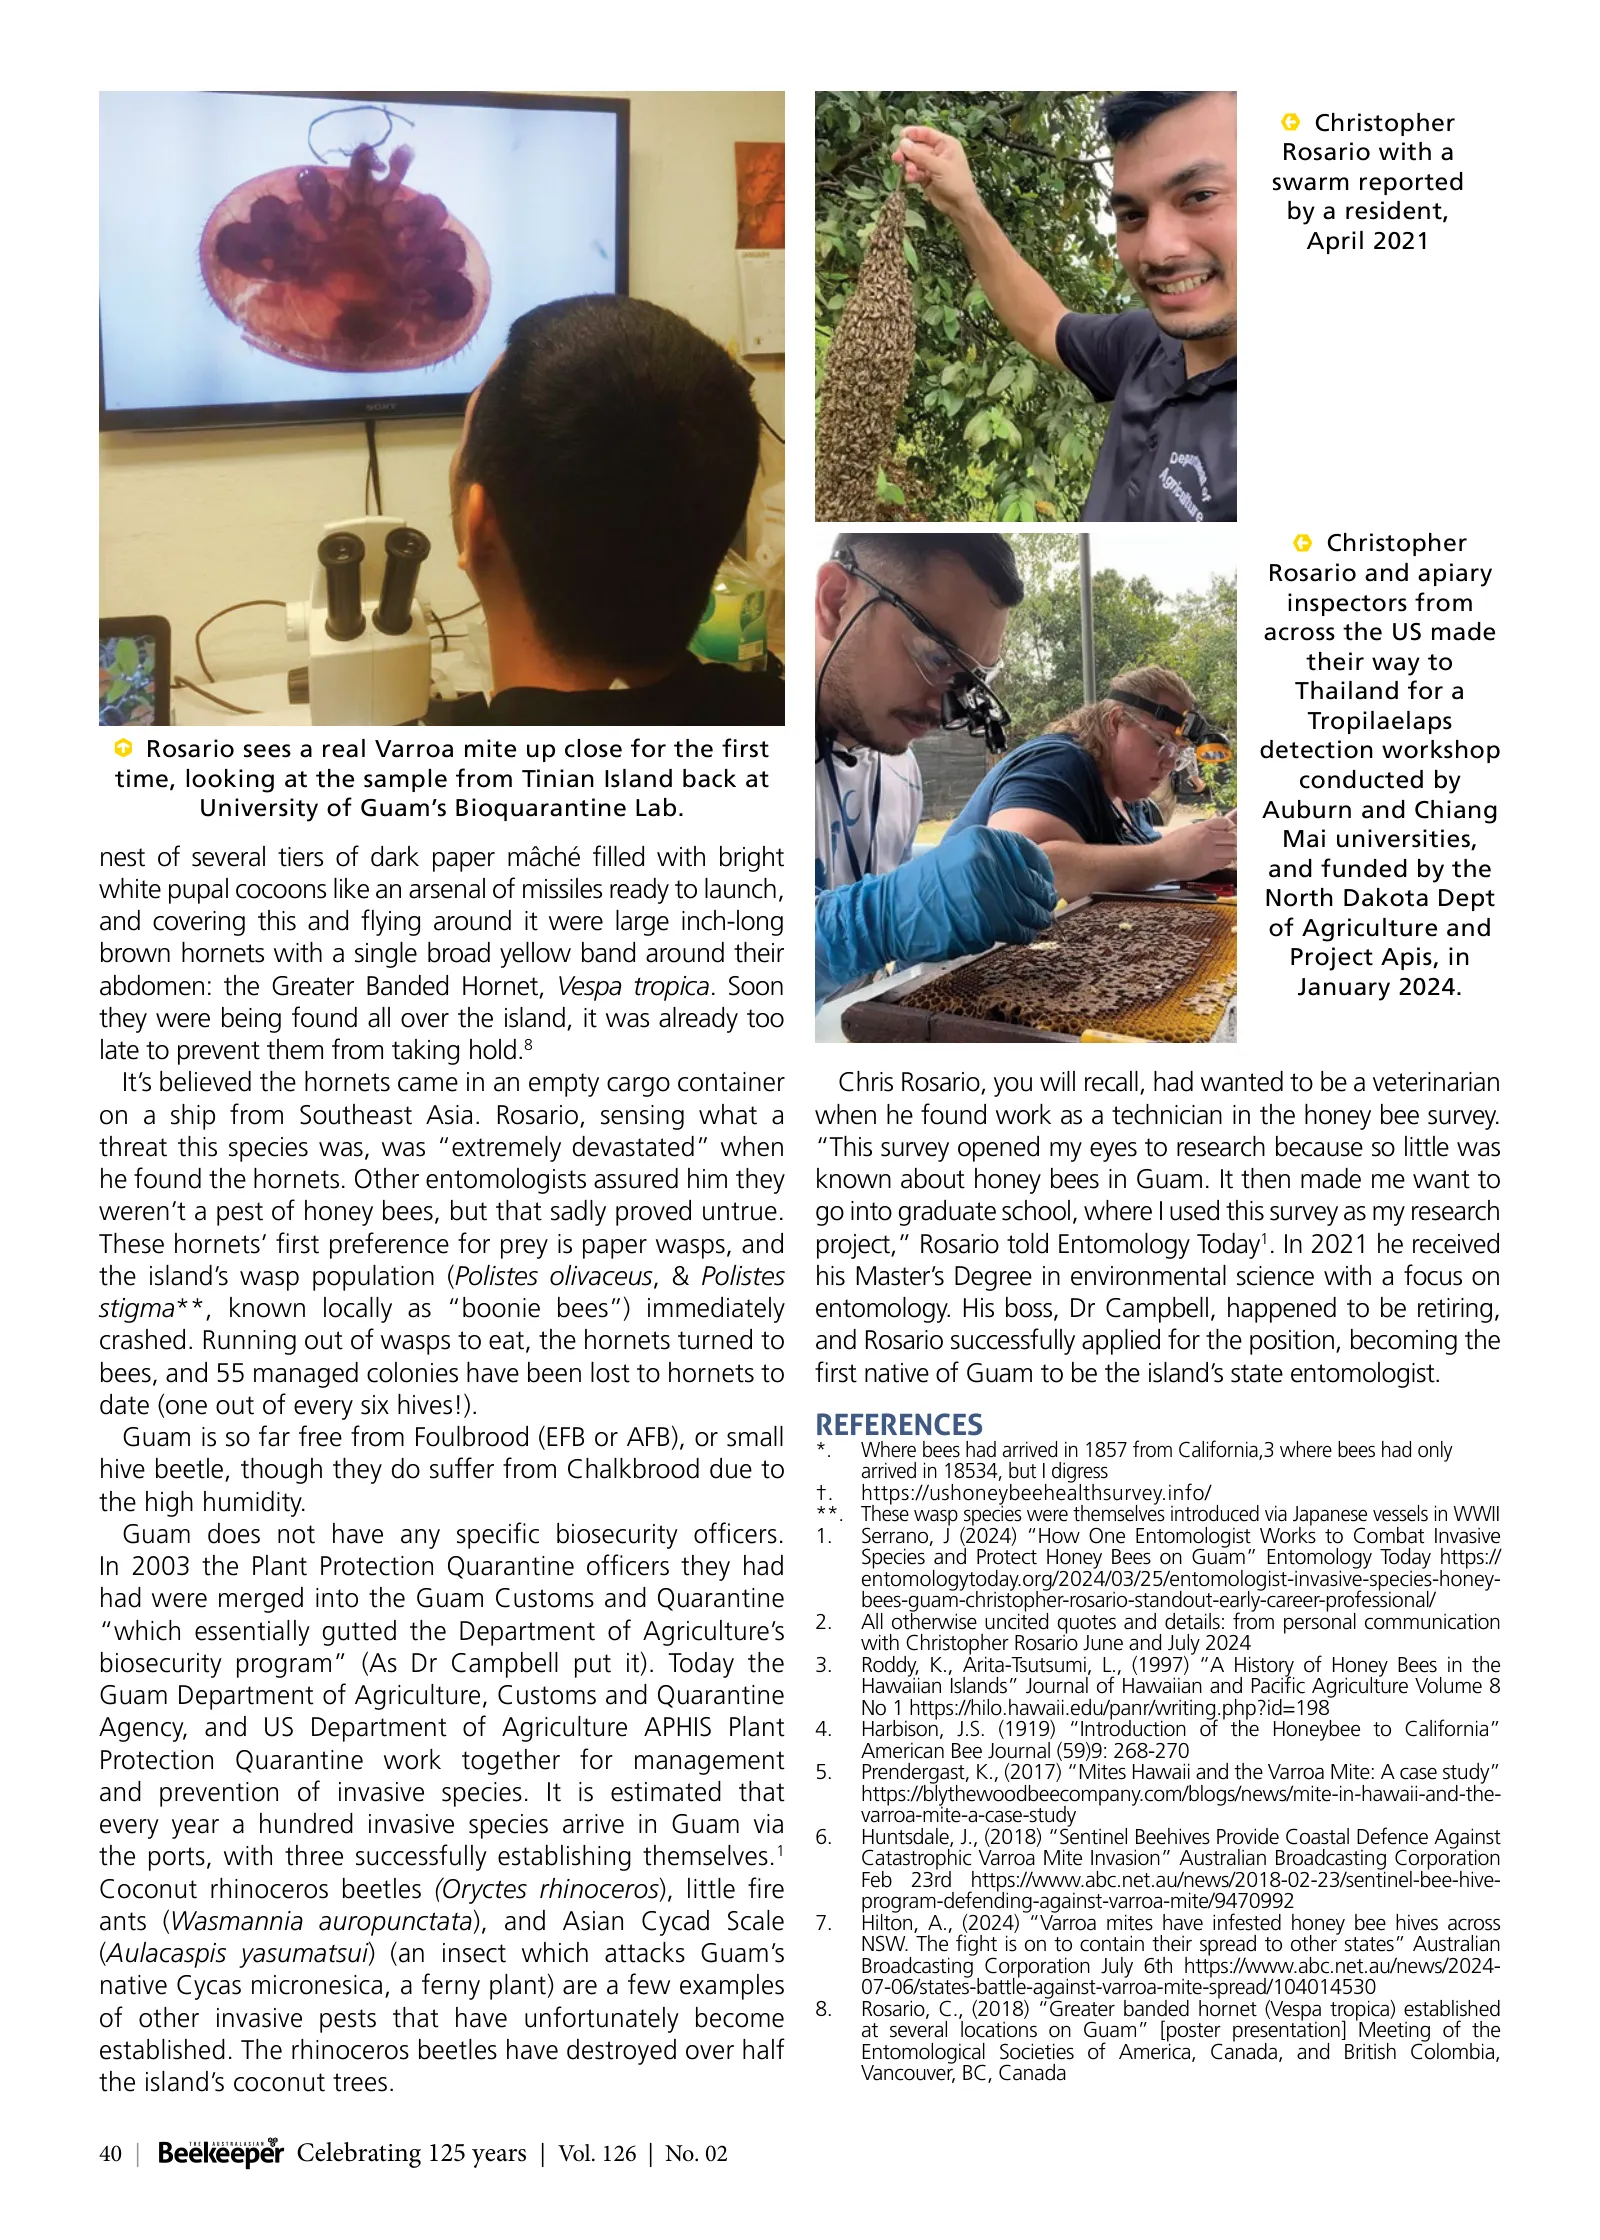 SONY
JANUARY
Rosario sees a real Varroa mite up close for the first
time, looking at the sample from Tinian Island back at
University of Guam’s Bioquarantine Lab.
nest of several tiers of dark paper mâché filled with bright
white pupal cocoons like an arsenal of missiles ready to launch,
and covering this and flying around it were large inch-long
brown hornets with a single broad yellow band around their
abdomen: the Greater Banded Hornet, Vespa tropica. Soon
they were being found all over the island, it was already too
late to prevent them from taking hold.8
It’s believed the hornets came in an empty cargo container
on a ship from Southeast Asia. Rosario, sensing what a
threat this species was, was “extremely devastated” when
he found the hornets. Other entomologists assured him they
weren’t a pest of honey bees, but that sadly proved untrue.
These hornets’ first preference for prey is paper wasps, and
the island’s wasp population (Polistes olivaceus, & Polistes
stigma**, known locally as “boonie bees”) immediately
crashed. Running out of wasps to eat, the hornets turned to
bees, and 55 managed colonies have been lost to hornets to
date (one out of every six hives!).
Guam is so far free from Foulbrood (EFB or AFB), or small
hive beetle, though they do suffer from Chalkbrood due to
the high humidity.
Guam does not have any specific biosecurity officers.
In 2003 the Plant Protection Quarantine officers they had
had were merged into the Guam Customs and Quarantine
“which essentially gutted the Department of Agriculture’s
biosecurity program” (As Dr Campbell put it). Today the
Guam Department of Agriculture, Customs and Quarantine
Agency, and US Department of Agriculture APHIS Plant
Protection Quarantine work together for management
and prevention of invasive species. It is estimated that
every year a hundred invasive species arrive in Guam via
the ports, with three successfully establishing themselves.1
Coconut rhinoceros beetles (Oryctes rhinoceros), little fire
ants (Wasmannia auropunctata), and Asian Cycad Scale
(Aulacaspis yasumatsui) (an insect which attacks Guam’s
native Cycas micronesica, a ferny plant) are a few examples
of other invasive pests that have unfortunately become
established. The rhinoceros beetles have destroyed over half
the island’s coconut trees.
Department of
Agriculture
Christopher
Rosario with a
swarm reported
by a resident,
April 2021
Christopher
Rosario and apiary
inspectors from
across the US made
their way to
Thailand for a
Tropilaelaps
detection workshop
conducted by
Auburn and Chiang
Mai universities,
and funded by the
North Dakota Dept
of Agriculture and
Project Apis, in
January 2024.
Chris Rosario, you will recall, had wanted to be a veterinarian
when he found work as a technician in the honey bee survey.
“This survey opened my eyes to research because so little was
known about honey bees in Guam. It then made me want to
go into graduate school, where I used this survey as my research
project,” Rosario told Entomology Today1. In 2021 he received
his Master’s Degree in environmental science with a focus on
entomology. His boss, Dr Campbell, happened to be retiring,
and Rosario successfully applied for the position, becoming the
first native of Guam to be the island’s state entomologist.
REFERENCES
*. Where bees had arrived in 1857 from California,3 where bees had only
arrived in 18534, but I digress
†. https://ushoneybeehealthsurvey.info/
**. These wasp species were themselves introduced via Japanese vessels in WWII
1. Serrano, J (2024) “How One Entomologist Works to Combat Invasive
Species and Protect Honey Bees on Guam” Entomology Today https://
entomologytoday.org/2024/03/25/entomologist-invasive-species-honey-
bees-guam-christopher-rosario-standout-early-career-professional/
2. All otherwise uncited quotes and details: from personal communication
with Christopher Rosario June and July 2024
3. Roddy, K., Arita-Tsutsumi, L., (1997) “A History of Honey Bees in the
Hawaiian Islands” Journal of Hawaiian and Pacific Agriculture Volume 8
No 1 https://hilo.hawaii.edu/panr/writing.php?id=198
4. Harbison, J.S. (1919) “Introduction of the Honeybee to California”
American Bee Journal (59)9: 268-270
5. Prendergast, K., (2017) “Mites Hawaii and the Varroa Mite: A case study”
https://blythewoodbeecompany.com/blogs/news/mite-in-hawaii-and-the-
varroa-mite-a-case-study
6. Huntsdale, J., (2018) “Sentinel Beehives Provide Coastal Defence Against
Catastrophic Varroa Mite Invasion” Australian Broadcasting Corporation
Feb 23rd https://www.abc.net.au/news/2018-02-23/sentinel-bee-hive-
program-defending-against-varroa-mite/9470992
7. Hilton, A., (2024) “Varroa mites have infested honey bee hives across
NSW. The fight is on to contain their spread to other states” Australian
Broadcasting Corporation July 6th https://www.abc.net.au/news/2024-
07-06/states-battle-against-varroa-mite-spread/104014530
8. Rosario, C., (2018) “Greater banded hornet (Vespa tropica) established
at several locations on Guam” [poster presentation] Meeting of the
Entomological Societies of America, Canada, and British Colombia,
Vancouver, BC, Canada
40 | THE AUSTRALASIAN Beekeeper Celebrating 125 years | Vol. 126 | No. 02